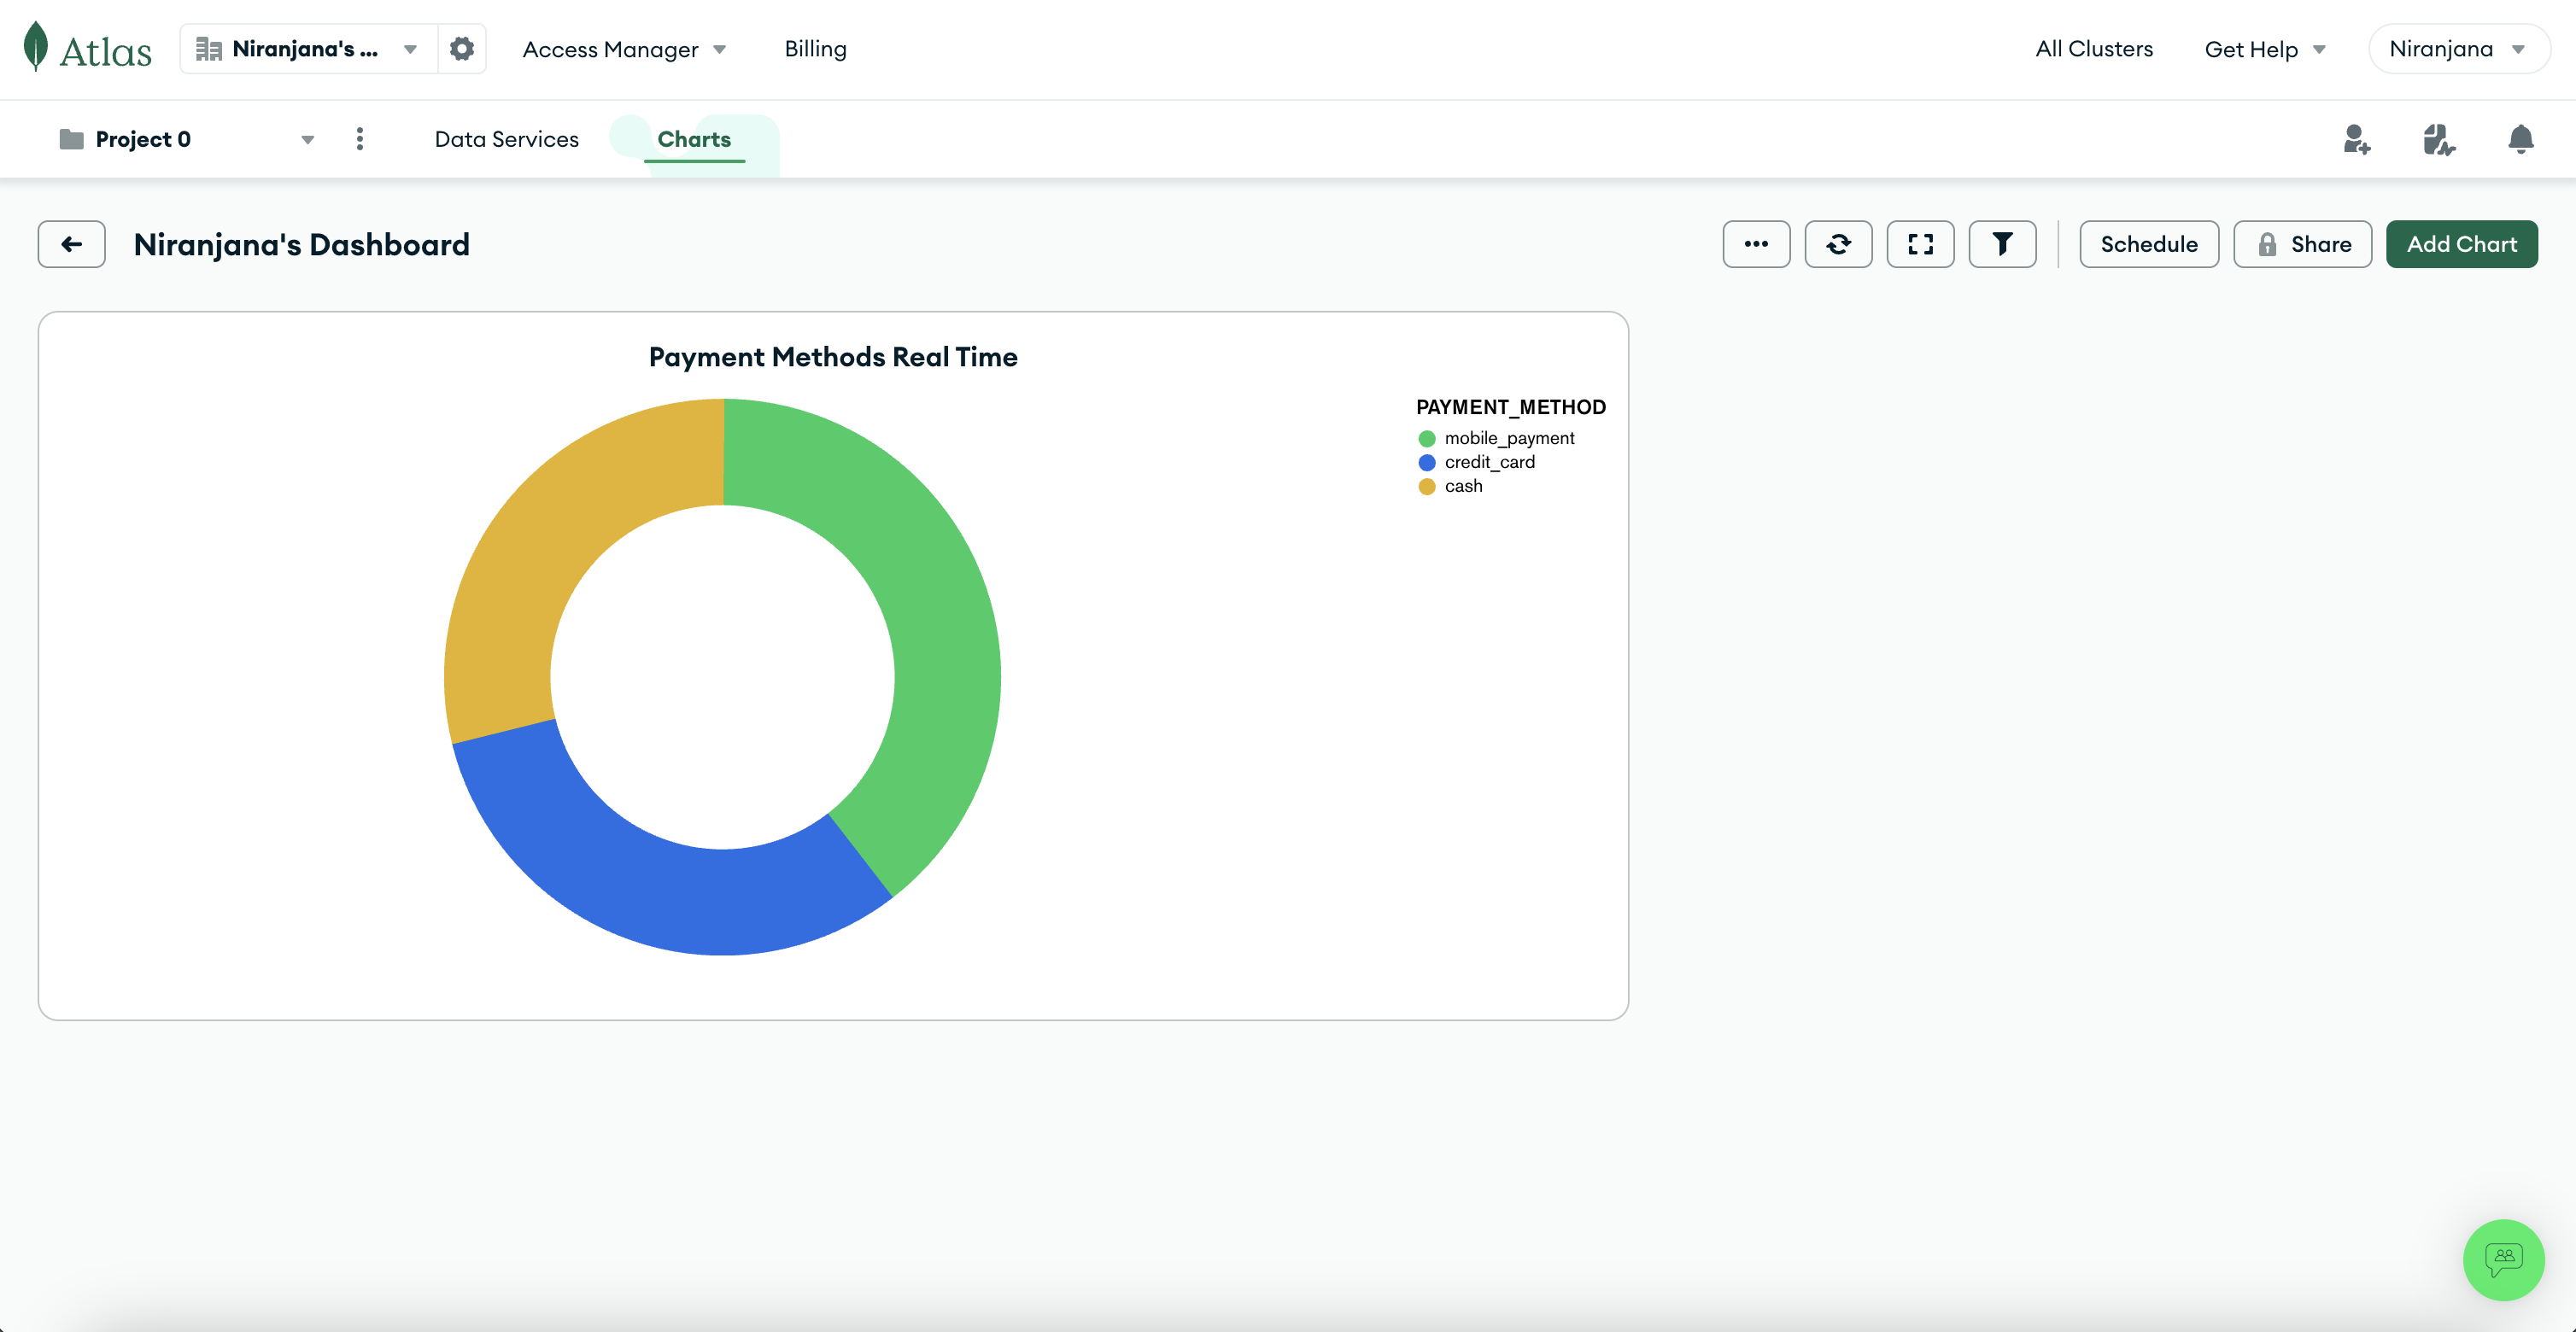 Atlas Niranjana's ... Access Manager Billing All Clusters Get Help Niranjana
Project 0 Data Services Charts
Niranjana's Dashboard ... Schedule Share Add Chart
Payment Methods Real Time
PAYMENT_METHOD
mobile_payment
credit_card
cash